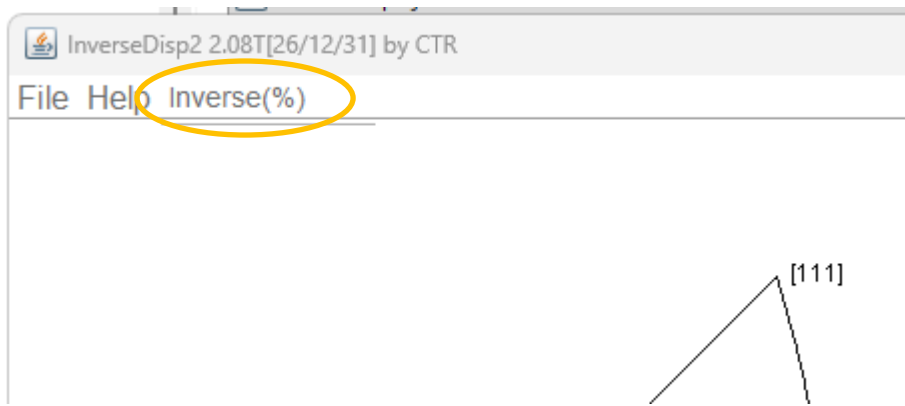 InverseDisp2 2.08T[26/12/31] by CTR
File Help Inverse(%)
[111]